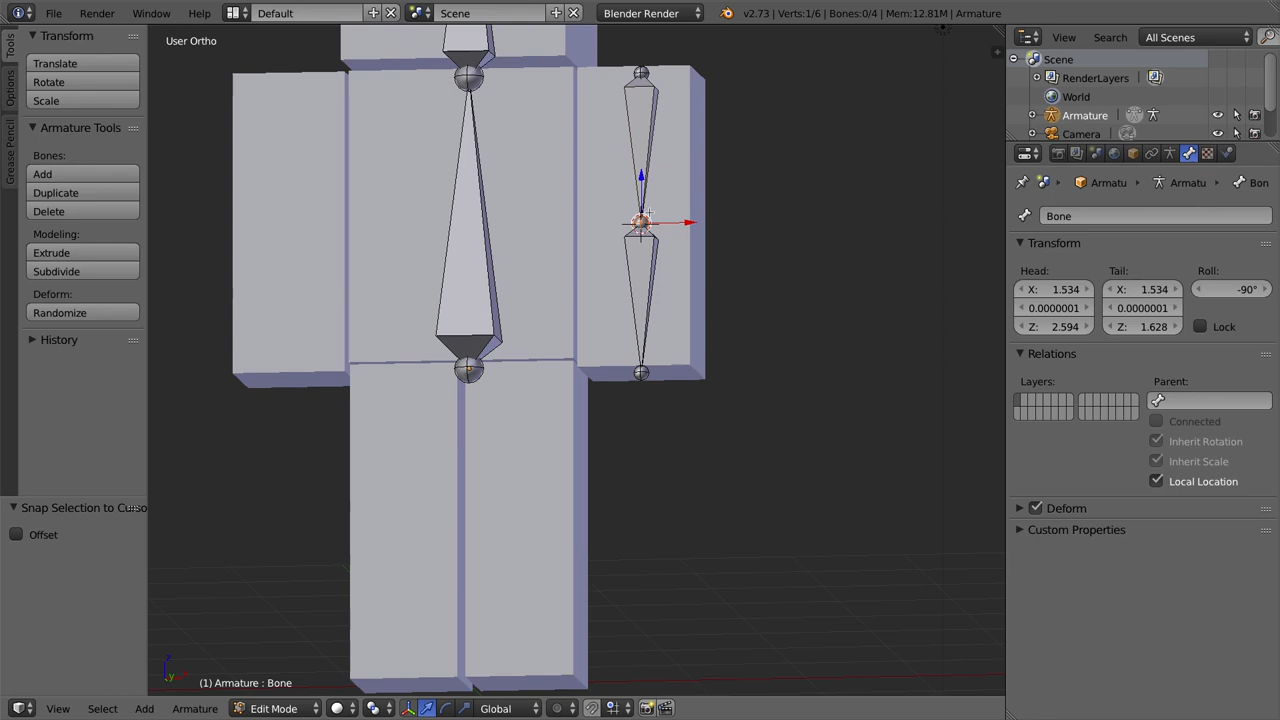 File Render Window Help Default Scene Blender Render v2.73 | Verts:1/6 | Bones:0/4 | Mem:12.81M | Armature
Tools
Options
Grease Pencil
Transform
Translate
Rotate
Scale
Armature Tools
Bones:
Add
Duplicate
Delete
Modeling:
Extrude
Subdivide
Deform:
Randomize
History
Snap Selection to Curso
Offset
User Ortho
z
y
(1) Armature : Bone
View Select Add Armature Edit Mode Global
View Search All Scenes
Scene
RenderLayers
World
Armature
Camera
Armatu Armatu Bon
Bone
Transform
Head: Tail: Roll:
X: 1.534 X: 1.534 -90°
0.0000001 0.0000001
Z: 2.594 Z: 1.628 Lock
Relations
Layers: Parent:
Connected
Inherit Rotation
Inherit Scale
Local Location
Deform
Custom Properties